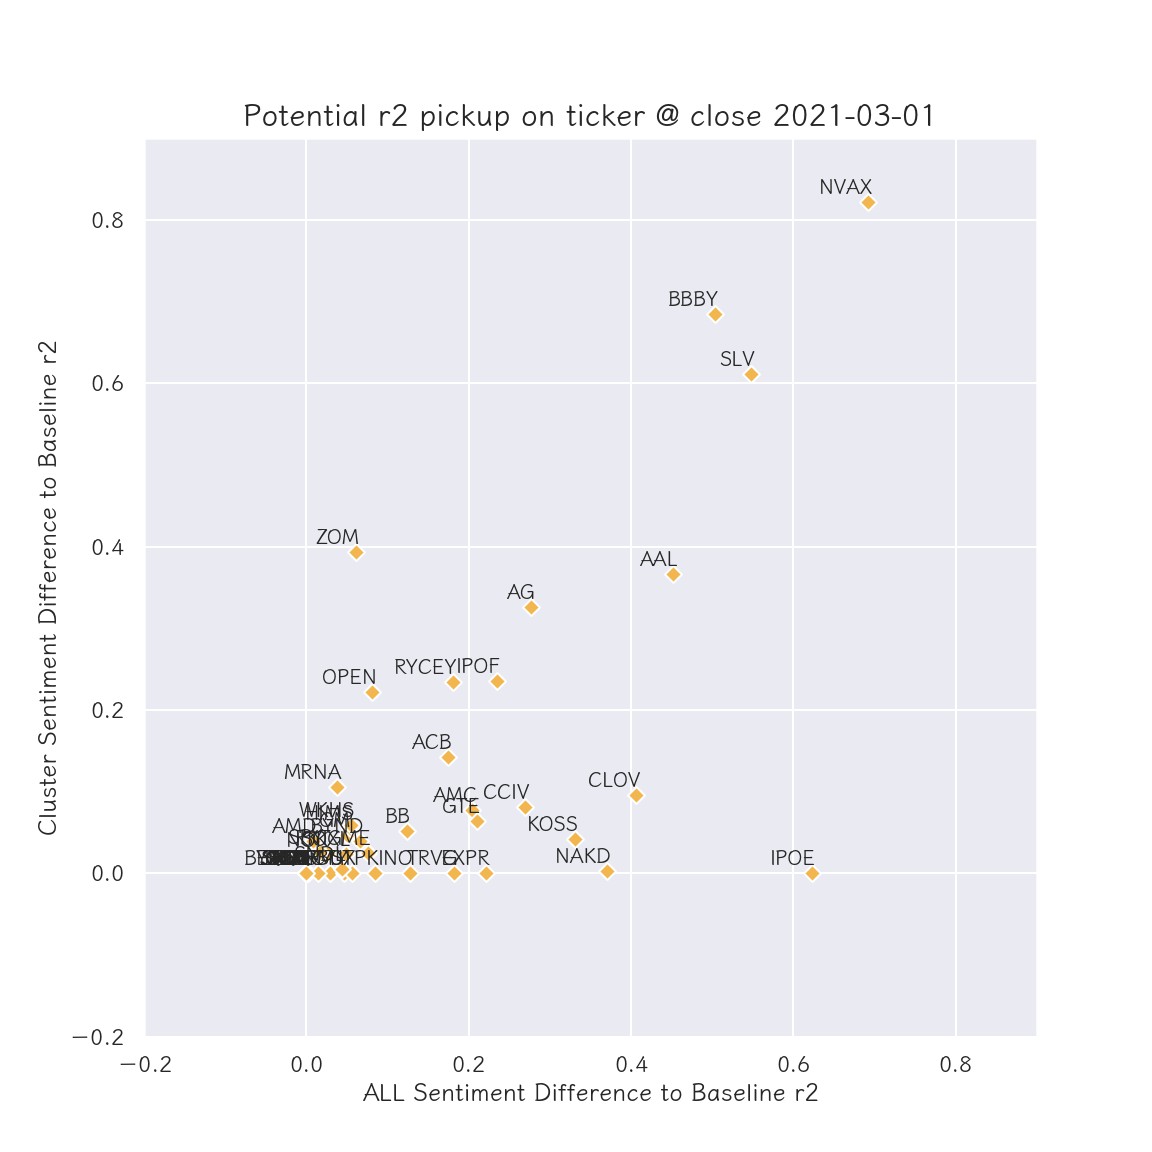 Potential r2 pickup on ticker @ close 2021-03-01
Cluster Sentiment Difference to Baseline r2
0.8
0.6
0.4
0.2
0.0
−0.2
NVAX
BBBY
SLV
ZOM
AAL
AG
RYCEY IPOF
OPEN
ACB
MRNA
CLOV
CCIV
AMC
GTE
WKHS
BB
AMD
KOSS
NAKD
KINO
TRVG
EXPR
IPOE
−0.2 0.0 0.2 0.4 0.6 0.8
ALL Sentiment Difference to Baseline r2